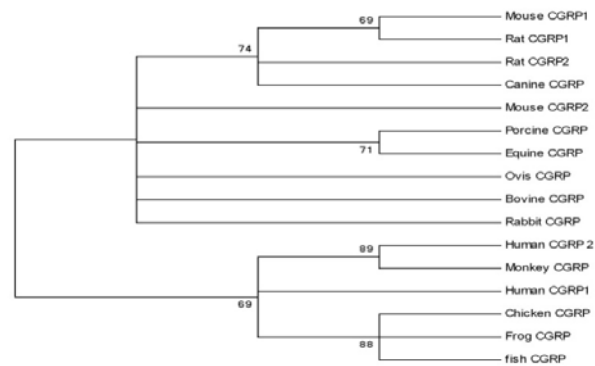 Mouse CGRP1
69
Rat CGRP1
74
Rat CGRP2
Canine CGRP
Mouse CGRP2
Porcine CGRP
71
Equine CGRP
Ovis CGRP
Bovine CGRP
Rabbit CGRP
Human CGRP 2
89
Monkey CGRP
Human CGRP1
69
Chicken CGRP
Frog CGRP
88
fish CGRP